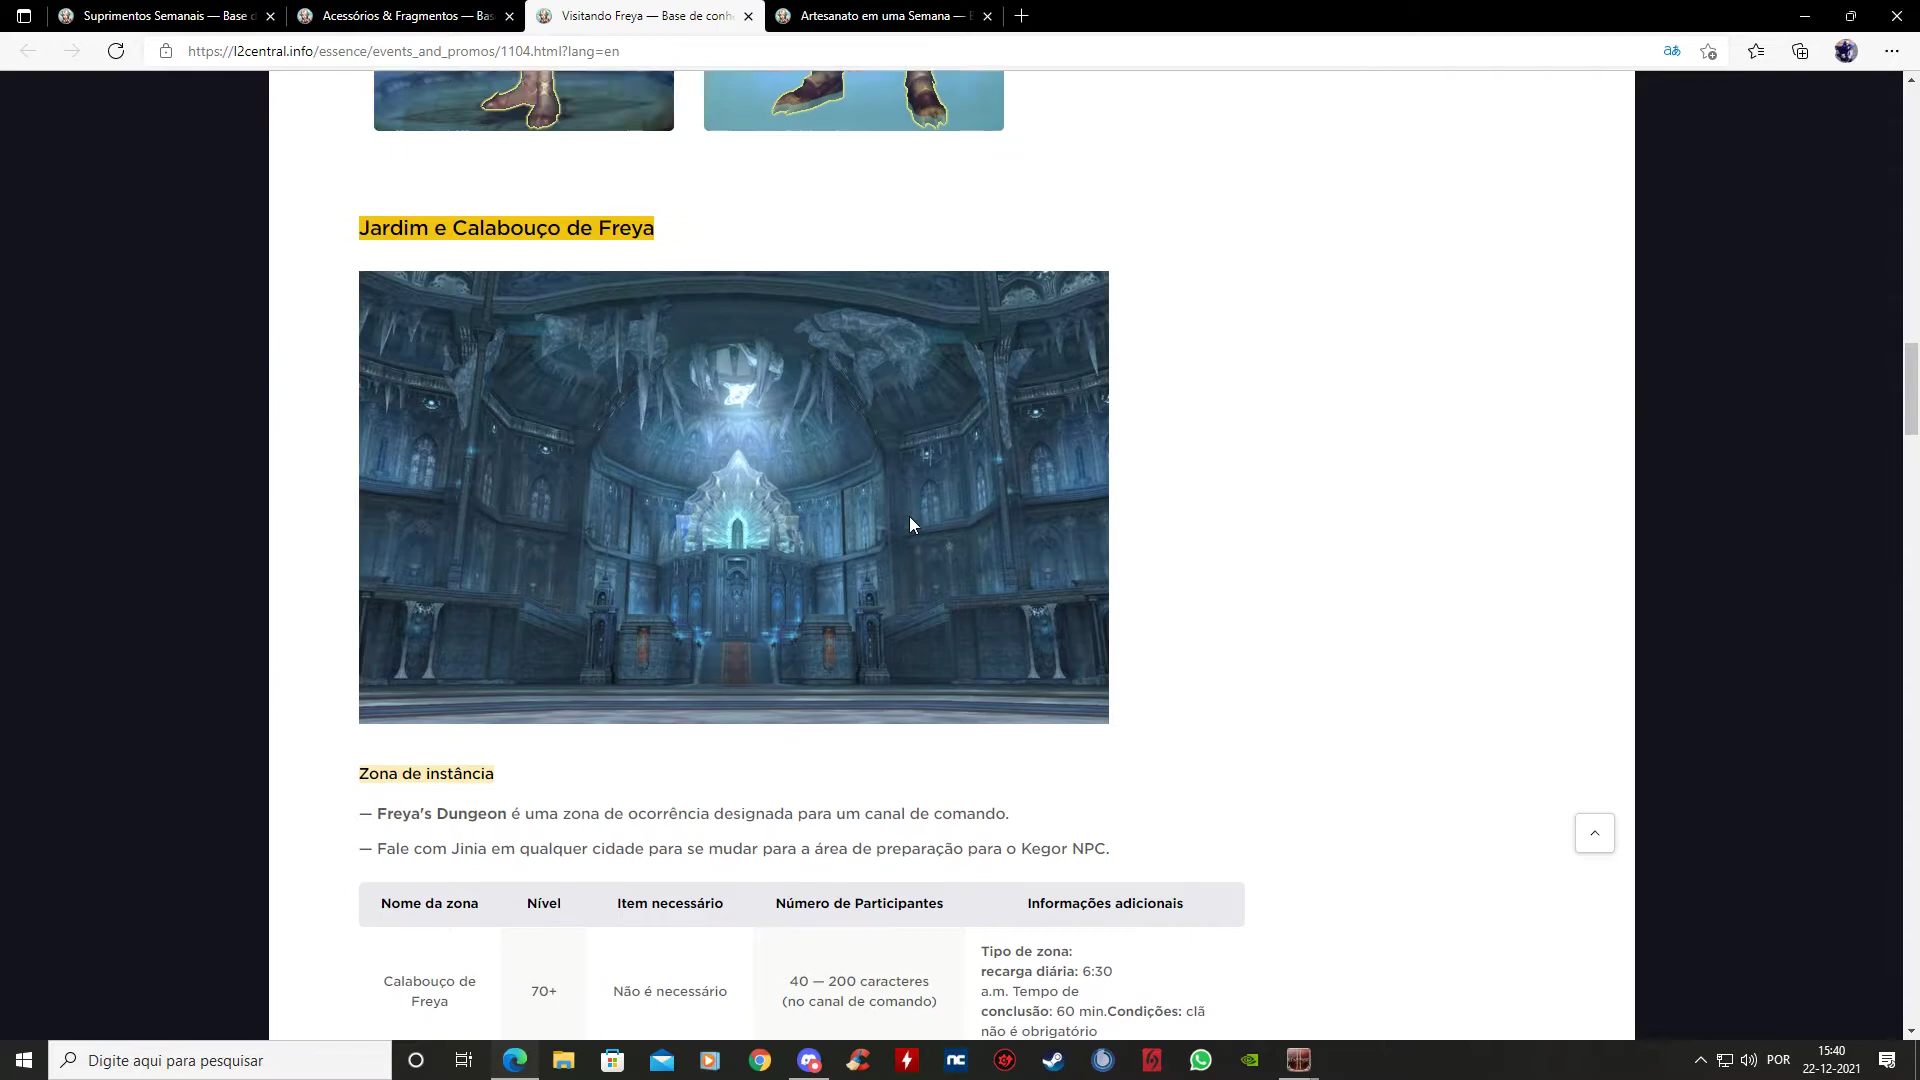 Suprimentos Semanais — Base d
Acessórios & Fragmentos — Bas
Visitando Freya — Base de conhe
Artesanato em uma Semana — B
https://l2central.info/essence/events_and_promos/1104.html?lang=en
Jardim e Calabouço de Freya
Zona de instância
— Freya's Dungeon é uma zona de ocorrência designada para um canal de comando.
— Fale com Jinia em qualquer cidade para se mudar para a área de preparação para o Kegor NPC.
Nome da zona Nível Item necessário Número de Participantes Informações adicionais
Calabouço de
Freya
70+
Não é necessário
40 — 200 caracteres
(no canal de comando)
Tipo de zona:
recarga diária: 6:30
a.m. Tempo de
conclusão: 60 min.Condições: clã
não é obrigatório
Digite aqui para pesquisar
nc
POR
15:40
22-12-2021